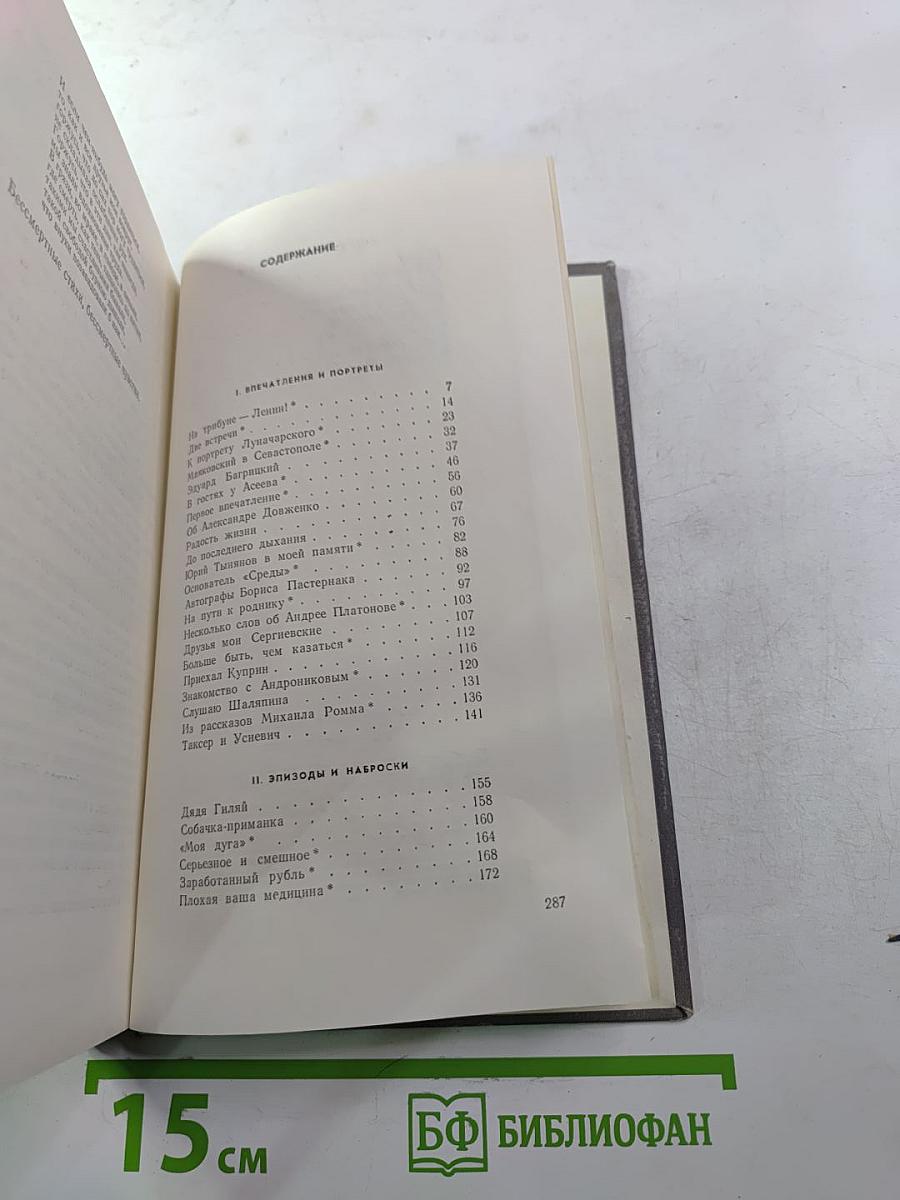 Бессмертные стихи, бессмертные
СОДЕРЖАНИЕ
I. ВПЕЧАТЛЕНИЯ И ПОРТРЕТЫ
На трибуне — Ленин! * . . . . . . . . 7
Две встречи * . . . . . . . . 14
К портрету Луначарского * . . . . . . . . 23
Маяковский в Севастополе * . . . . . . . . 32
Эдуард Багрицкий . . . . . . . . 37
В гостях у Асеева * . . . . . . . . 46
Первое впечатление * . . . . . . . . 56
Об Александре Довженко . . . . . . . . 60
Радость жизни . . . . . . . . 67
До последнего дыхания . . . . . . . . 76
Юрий Тынянов в моей памяти * . . . . . . 82
Основатель «Среды» * . . . . . . . . 88
Автографы Бориса Пастернака . . . . . . 92
На пути к роднику * . . . . . . . . 97
Несколько слов об Андрее Платонове * . . . 103
Друзья мои Сергиевские . . . . . . . . 107
Больше быть, чем казаться * . . . . . . 112
Приехал Куприн . . . . . . . . 116
Знакомство с Андрониковым * . . . . . . 120
Слушаю Шаляпина . . . . . . . . 131
Из рассказов Михаила Ромма * . . . . . . 136
Таксер и Усиевич . . . . . . . . 141
II. ЭПИЗОДЫ И НАБРОСКИ
Дядя Гиляй . . . . . . . . 155
Собачка-приманка . . . . . . . . 158
«Моя дуга» * . . . . . . . . 160
Серьезное и смешное * . . . . . . . . 164
Заработанный рубль * . . . . . . . . 168
Плохая ваша медицина * . . . . . . . . 172
287
15 см
БФ БИБЛИОФАН